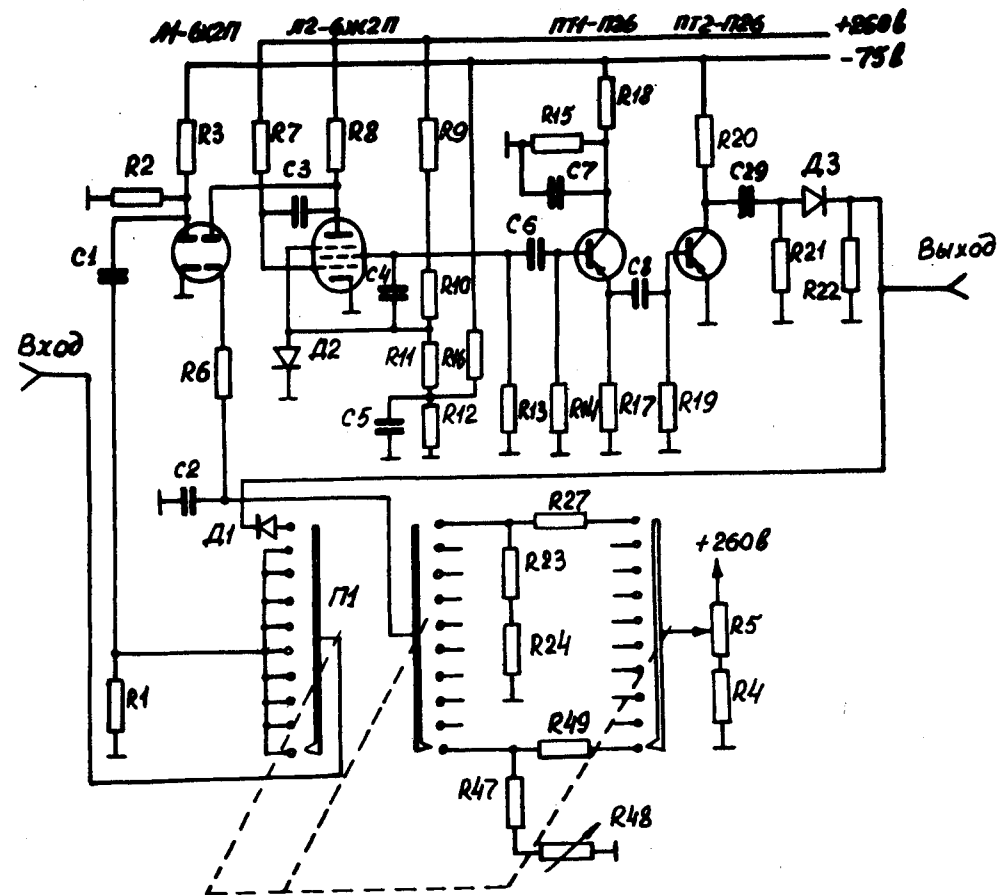 Л1-6Х2П Л2-6Ж2П ПТ1-П26 ПТ2-П26 +260В
-75В
R3 R7 R8 R9 R15 R18 R20
R2 C3 C7 C29 Д3
C1 C4 R10 C6 C8 R21 R22 Выход
Вход R6 Д2 R11 R16
C5 R12 R13 R14 R17 R19
C2
Д1 R27
П1 R23 +260В
R24 R5
R1 R49 R4
R47 R48